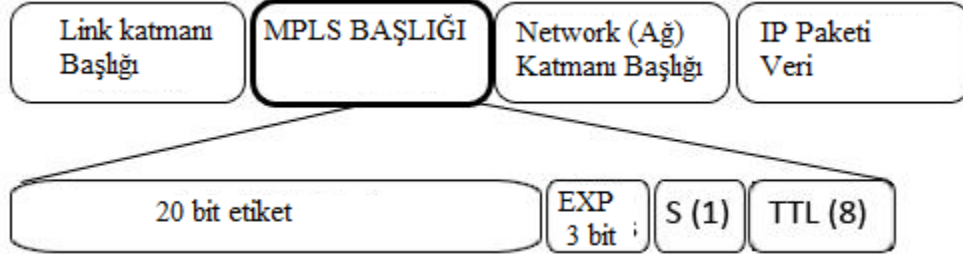 Link katmanı
Başlığı
MPLS BAŞLIĞI
Network (Ağ)
Katmanı Başlığı
IP Paketi
Veri
20 bit etiket
EXP
3 bit
S (1)
TTL (8)